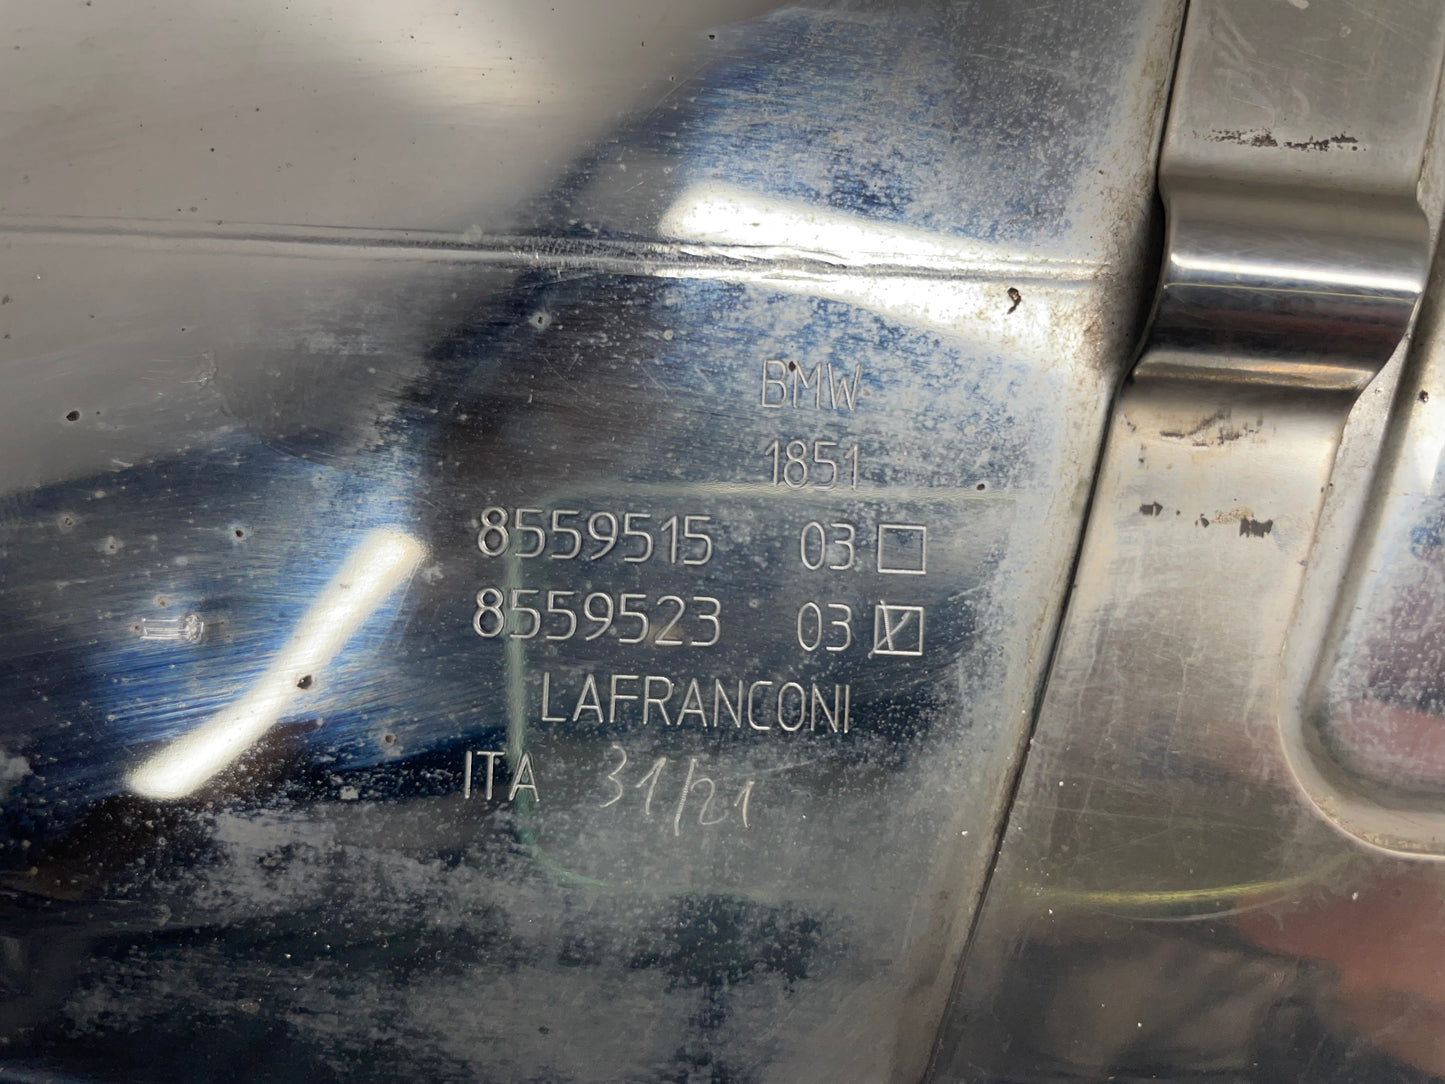 BMW
1851
8559515 03 ☐
8559523 03 ☑
LAFRANCONI
ITA 31/21